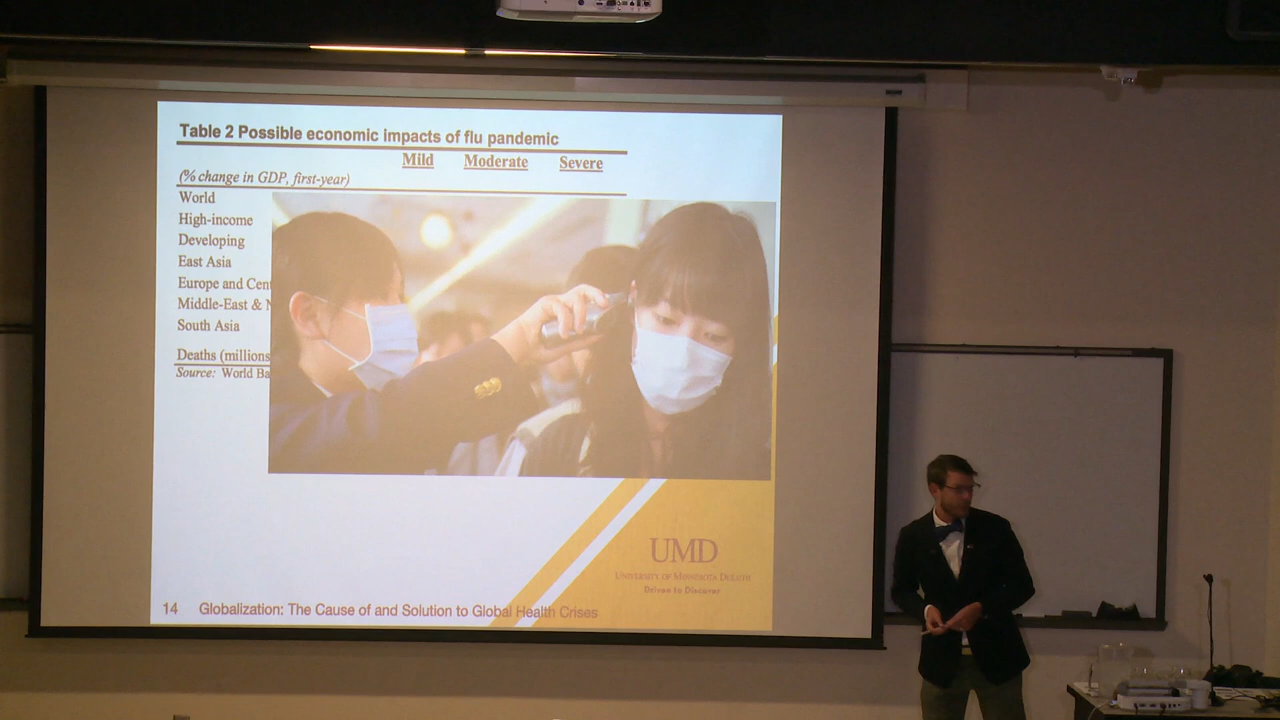 Table 2 Possible economic impacts of flu pandemic
Mild Moderate Severe
(% change in GDP, first-year)
World
High-income
Developing
East Asia
Europe and Cen
Middle-East & N
South Asia
Deaths (millions
Source: World Ba
UMD
UNIVERSITY OF MINNESOTA DULUTH
Driven to Discover
14 Globalization: The Cause of and Solution to Global Health Crises